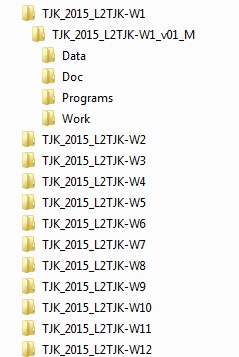 TJK_2015_L2TJK-W1
TJK_2015_L2TJK-W1_v01_M
Data
Doc
Programs
Work
TJK_2015_L2TJK-W2
TJK_2015_L2TJK-W3
TJK_2015_L2TJK-W4
TJK_2015_L2TJK-W5
TJK_2015_L2TJK-W6
TJK_2015_L2TJK-W7
TJK_2015_L2TJK-W8
TJK_2015_L2TJK-W9
TJK_2015_L2TJK-W10
TJK_2015_L2TJK-W11
TJK_2015_L2TJK-W12